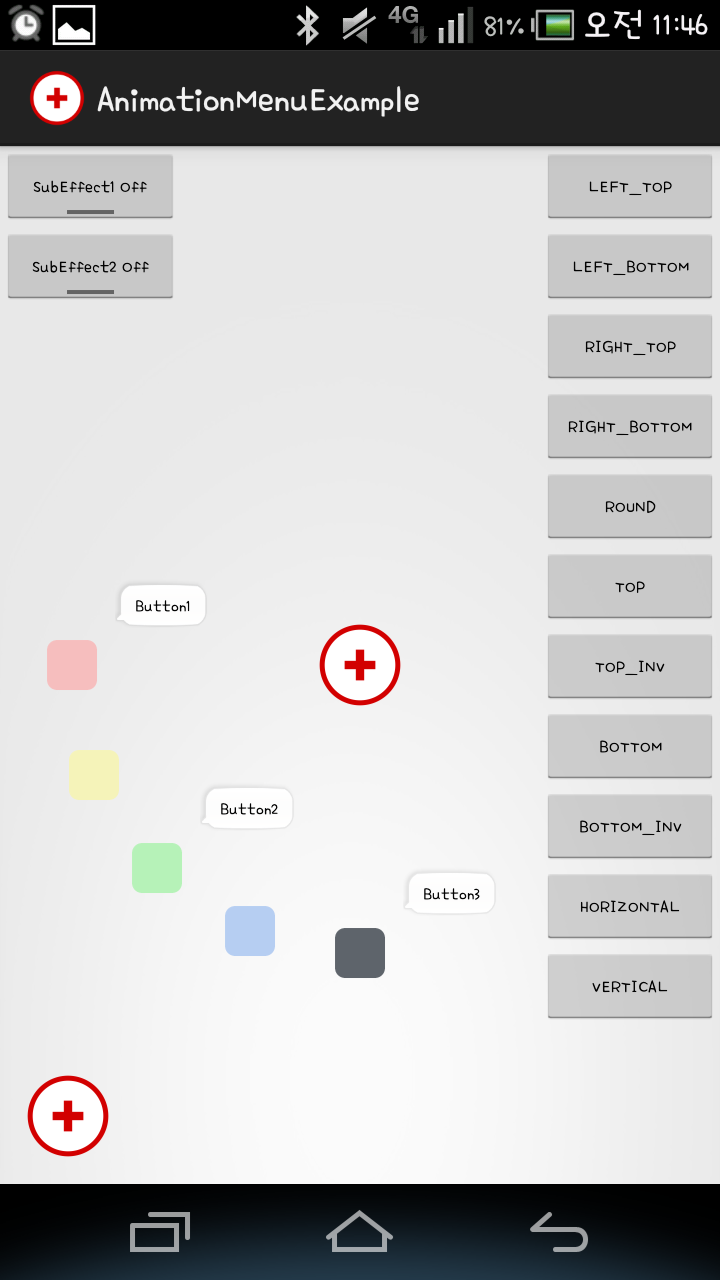 4G 81% 오전 11:46
AnimationMenuExample
SubEffect1 Off
LEFT_TOP
SubEffect2 Off
LEFT_BOTTOM
RIGHT_TOP
RIGHT_BOTTOM
ROUND
TOP
Button1
TOP_INV
BOTTOM
Button2
BOTTOM_INV
Button3
HORIZONTAL
VERTICAL